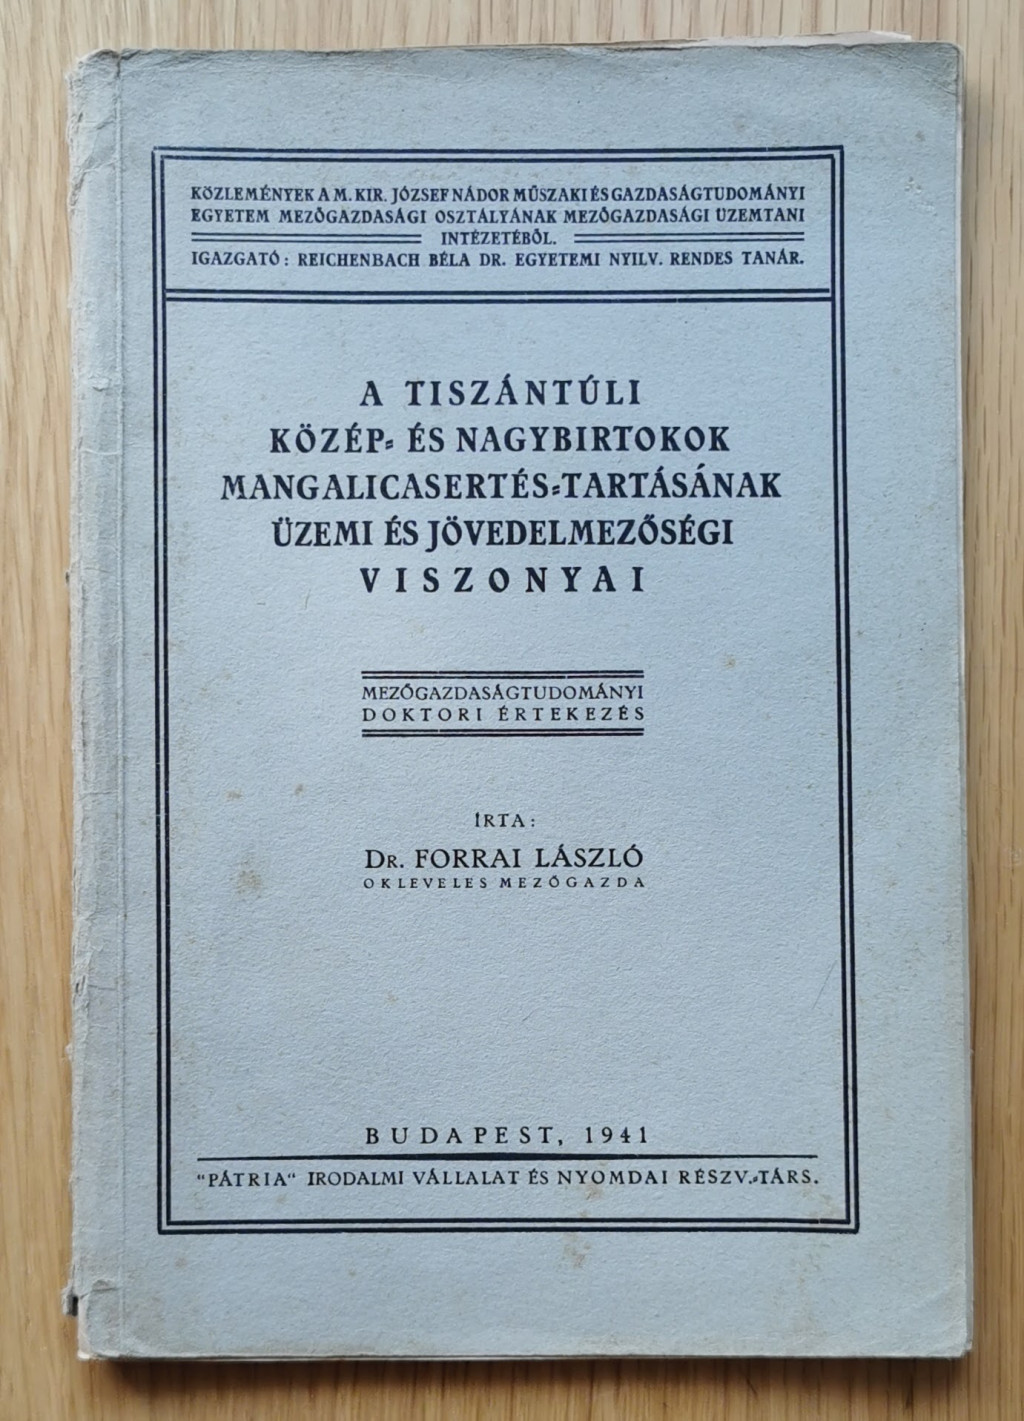 KÖZLEMÉNYEK A M. KIR. JÓZSEF NÁDOR MŰSZAKI ÉS GAZDASÁGTUDOMÁNYI
EGYETEM MEZŐGAZDASÁGI OSZTÁLYÁNAK MEZŐGAZDASÁGI ÜZEMTANI
INTÉZETÉBŐL.
IGAZGATÓ: REICHENBACH BÉLA DR. EGYETEMI NYILV. RENDES TANÁR.
A TISZÁNTÚLI
KÖZÉP- ÉS NAGYBIRTOKOK
MANGALICASERTÉS-TARTÁSÁNAK
ÜZEMI ÉS JÖVEDELMEZŐSÉGI
VISZONYAI
MEZŐGAZDASÁGTUDOMÁNYI
DOKTORI ÉRTEKEZÉS
ÍRTA:
DR. FORRAI LÁSZLÓ
OKLEVELES MEZŐGAZDA
BUDAPEST, 1941
"PÁTRIA" IRODALMI VÁLLALAT ÉS NYOMDAI RÉSZV.-TÁRS.